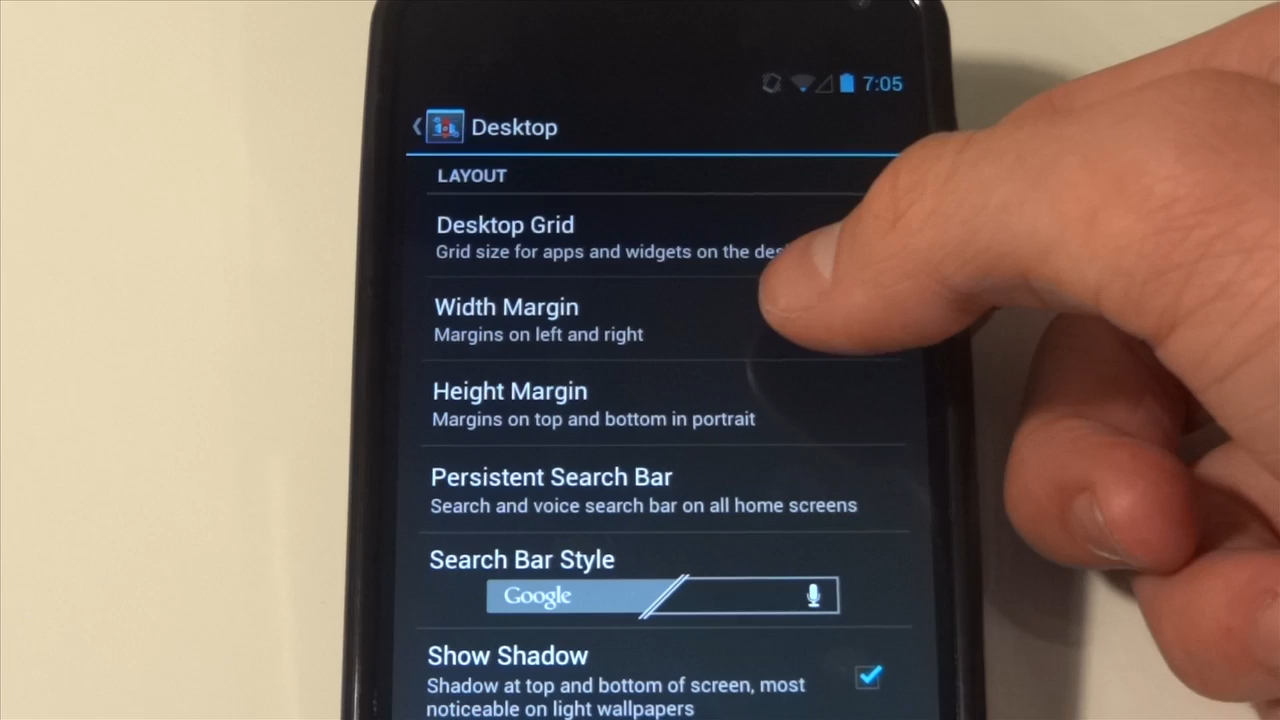 7:05
Desktop
LAYOUT
Desktop Grid
Grid size for apps and widgets on the
Width Margin
Margins on left and right
Height Margin
Margins on top and bottom in portrait
Persistent Search Bar
Search and voice search bar on all home screens
Search Bar Style
Google
Show Shadow
Shadow at top and bottom of screen, most
noticeable on light wallpapers